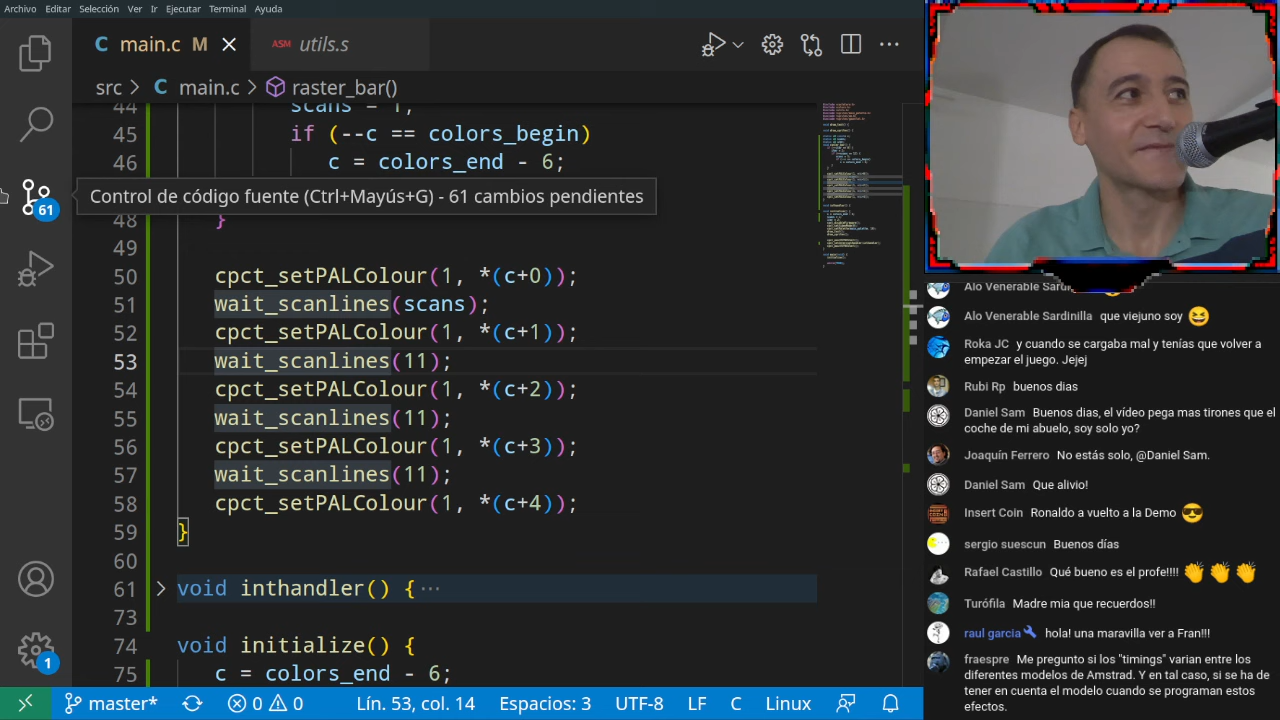 Archivo Editar Selección Ver Ir Ejecutar Terminal Ayuda
C main.c M
ASM utils.s
src > C main.c > raster_bar()
44 scans = 1,
45 if (--c == colors_begin)
46 c = colors_end - 6;
Control de código fuente (Ctrl+Mayús+G) - 61 cambios pendientes
61
48 }
49
50 cpct_setPALColour(1, *(c+0));
51 wait_scanlines(scans);
52 cpct_setPALColour(1, *(c+1));
53 wait_scanlines(11);
54 cpct_setPALColour(1, *(c+2));
55 wait_scanlines(11);
56 cpct_setPALColour(1, *(c+3));
57 wait_scanlines(11);
58 cpct_setPALColour(1, *(c+4));
59 }
60
61 > void inthandler() { ···
73
74 void initialize() {
75 c = colors_end - 6;
1
master* 0 0 Lín. 53, col. 14 Espacios: 3 UTF-8 LF C Linux
Alo Venerable Sardinilla
Alo Venerable Sardinilla que viejuno soy 😆
Roka JC y cuando se cargaba mal y tenías que volver a
empezar el juego. Jejej
Rubi Rp buenos dias
Daniel Sam Buenos dias, el vídeo pega mas tirones que el
coche de mi abuelo, soy solo yo?
Joaquín Ferrero No estás solo, @Daniel Sam.
Daniel Sam Que alivio!
Insert Coin Ronaldo a vuelto a la Demo 😎
sergio suescun Buenos días
Rafael Castillo Qué bueno es el profe!!!! 👏👏👏
Turófila Madre mia que recuerdos!!
raul garcia🔧 hola! una maravilla ver a Fran!!!
fraespre Me pregunto si los "timings" varian entre los
diferentes modelos de Amstrad. Y en tal caso, si se ha de
tener en cuenta el modelo cuando se programan estos
efectos.